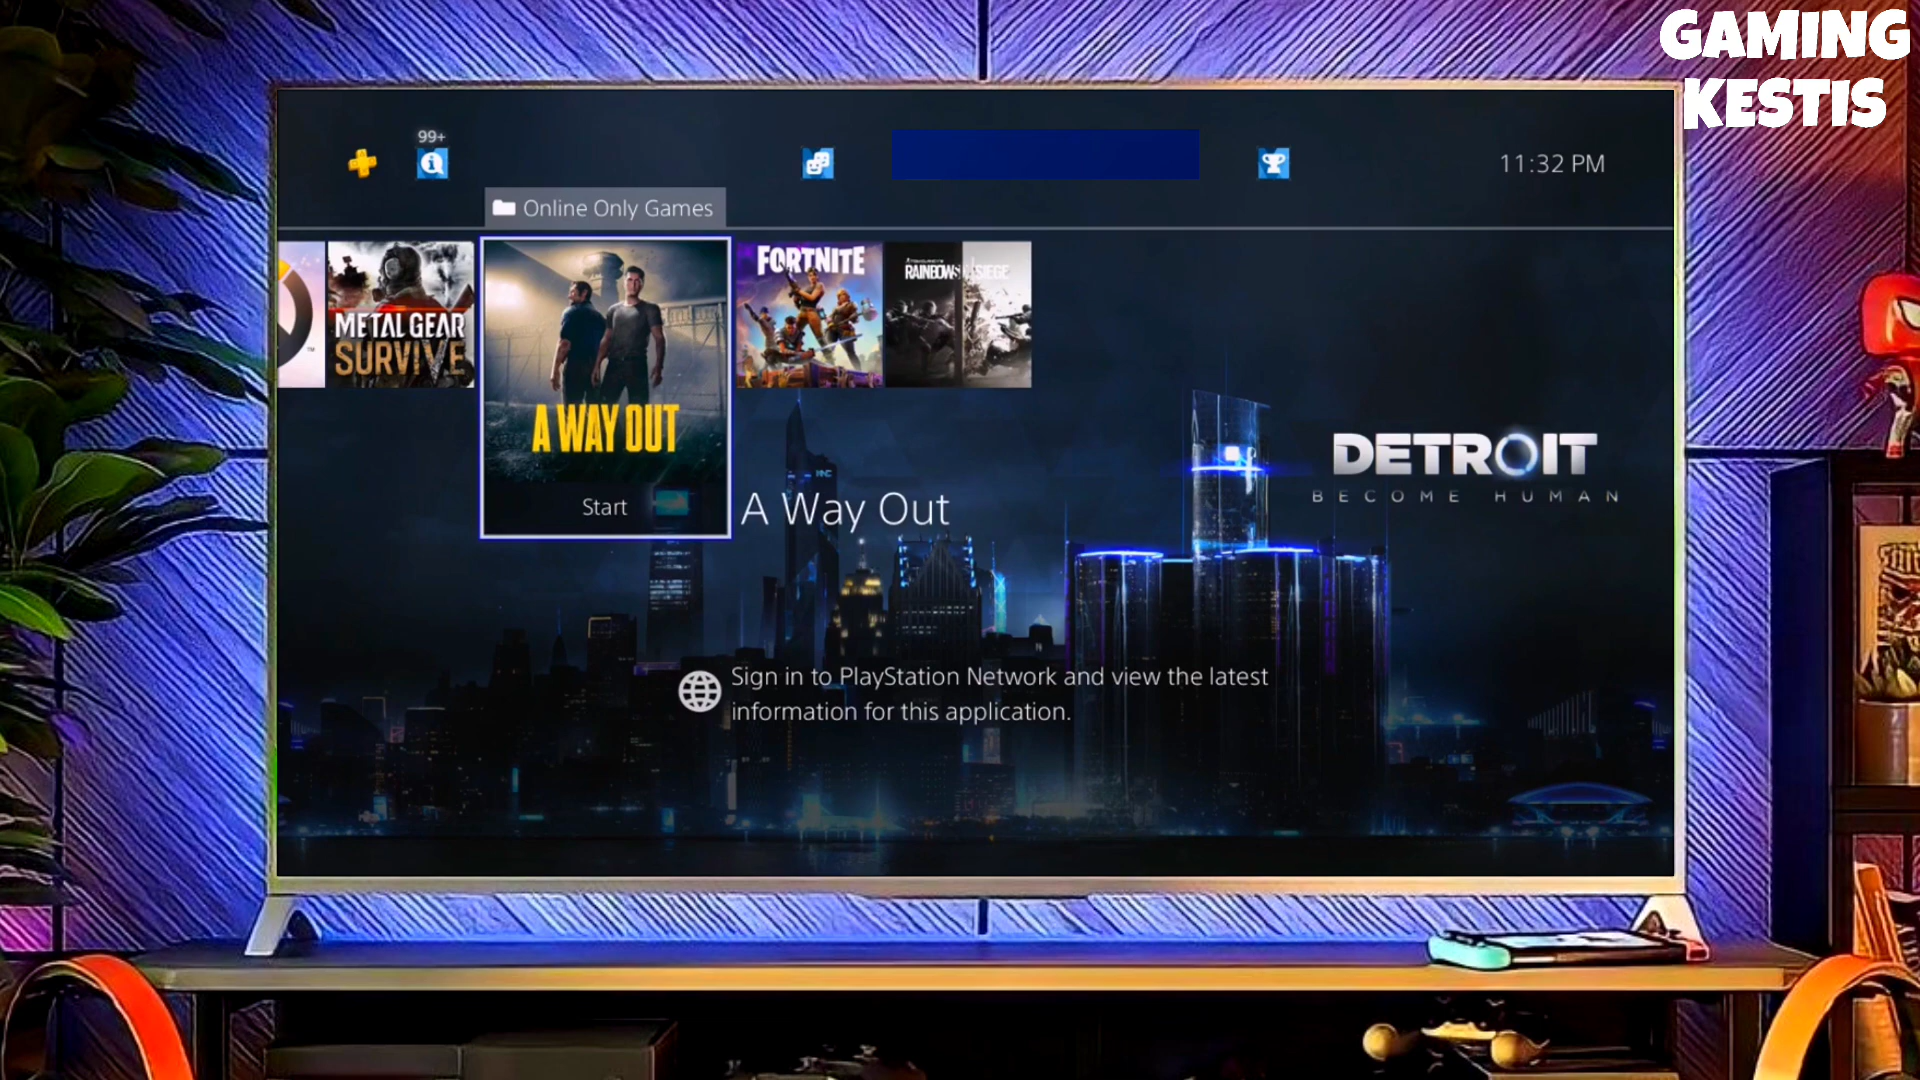 GAMING
KESTIS
99+
11:32 PM
Online Only Games
METAL GEAR
SURVIVE
FORTNITE
RAINBOW SIX SIEGE
A WAY OUT
Start
A Way Out
DETROIT
BECOME HUMAN
Sign in to PlayStation Network and view the latest
information for this application.